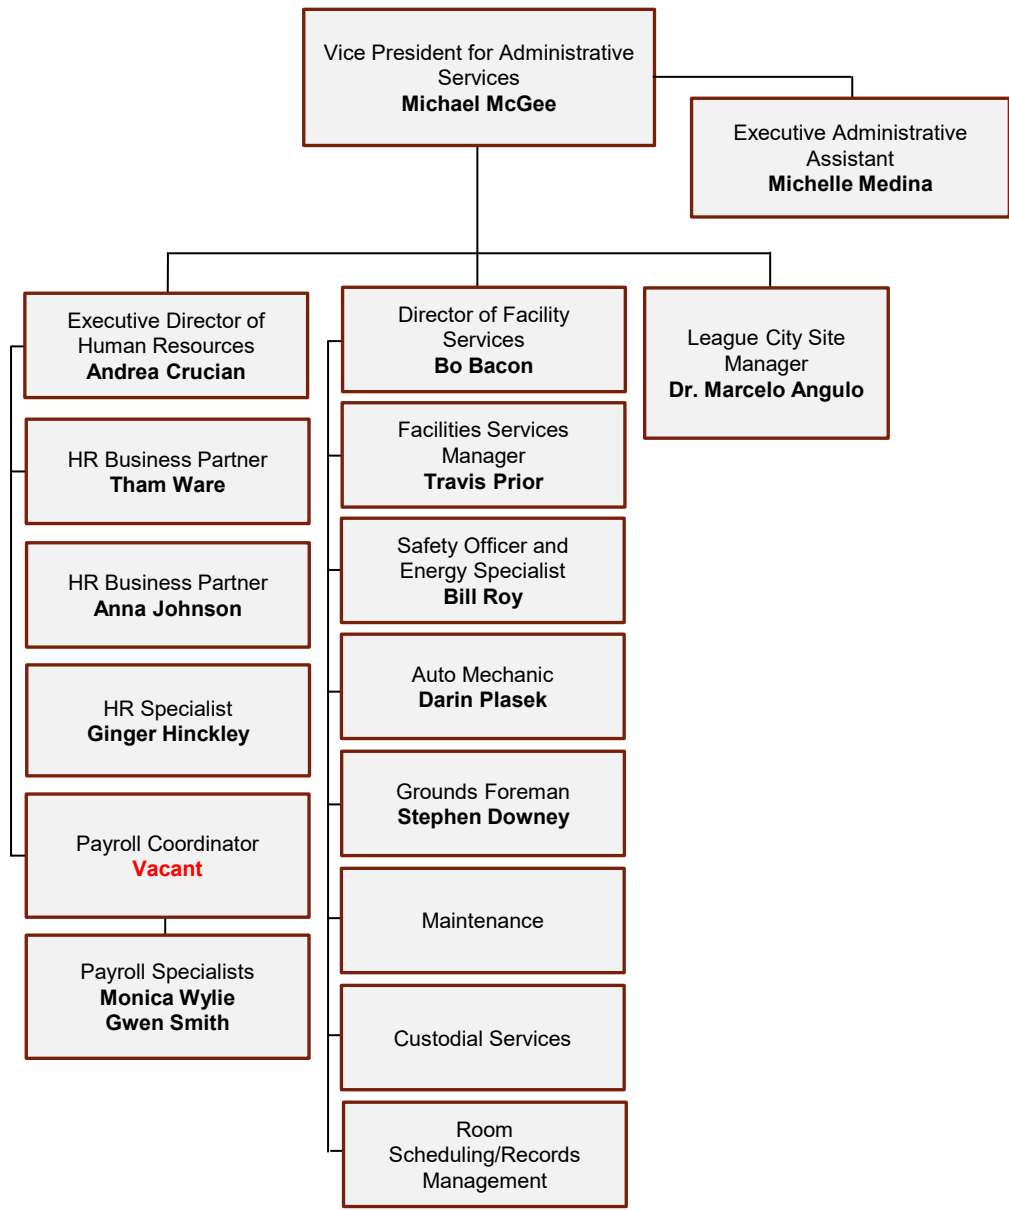 Vice President for Administrative
Services
Michael McGee
Executive Administrative
Assistant
Michelle Medina
Executive Director of
Human Resources
Andrea Crucian
HR Business Partner
Tham Ware
HR Business Partner
Anna Johnson
HR Specialist
Ginger Hinckley
Payroll Coordinator
Vacant
Payroll Specialists
Monica Wylie
Gwen Smith
Director of Facility
Services
Bo Bacon
Facilities Services
Manager
Travis Prior
Safety Officer and
Energy Specialist
Bill Roy
Auto Mechanic
Darin Plasek
Grounds Foreman
Stephen Downey
Maintenance
Custodial Services
Room
Scheduling/Records
Management
League City Site
Manager
Dr. Marcelo Angulo